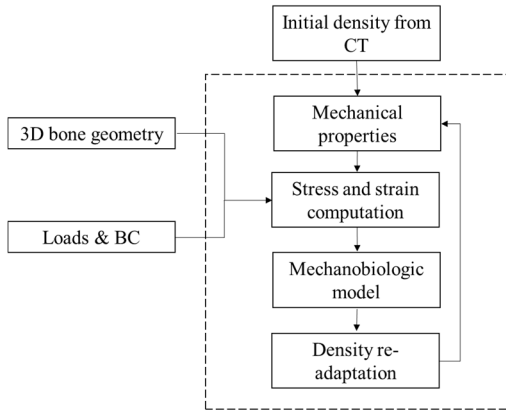 Initial density from
CT
Mechanical
properties
3D bone geometry
Stress and strain
computation
Loads & BC
Mechanobiologic
model
Density re-
adaptation